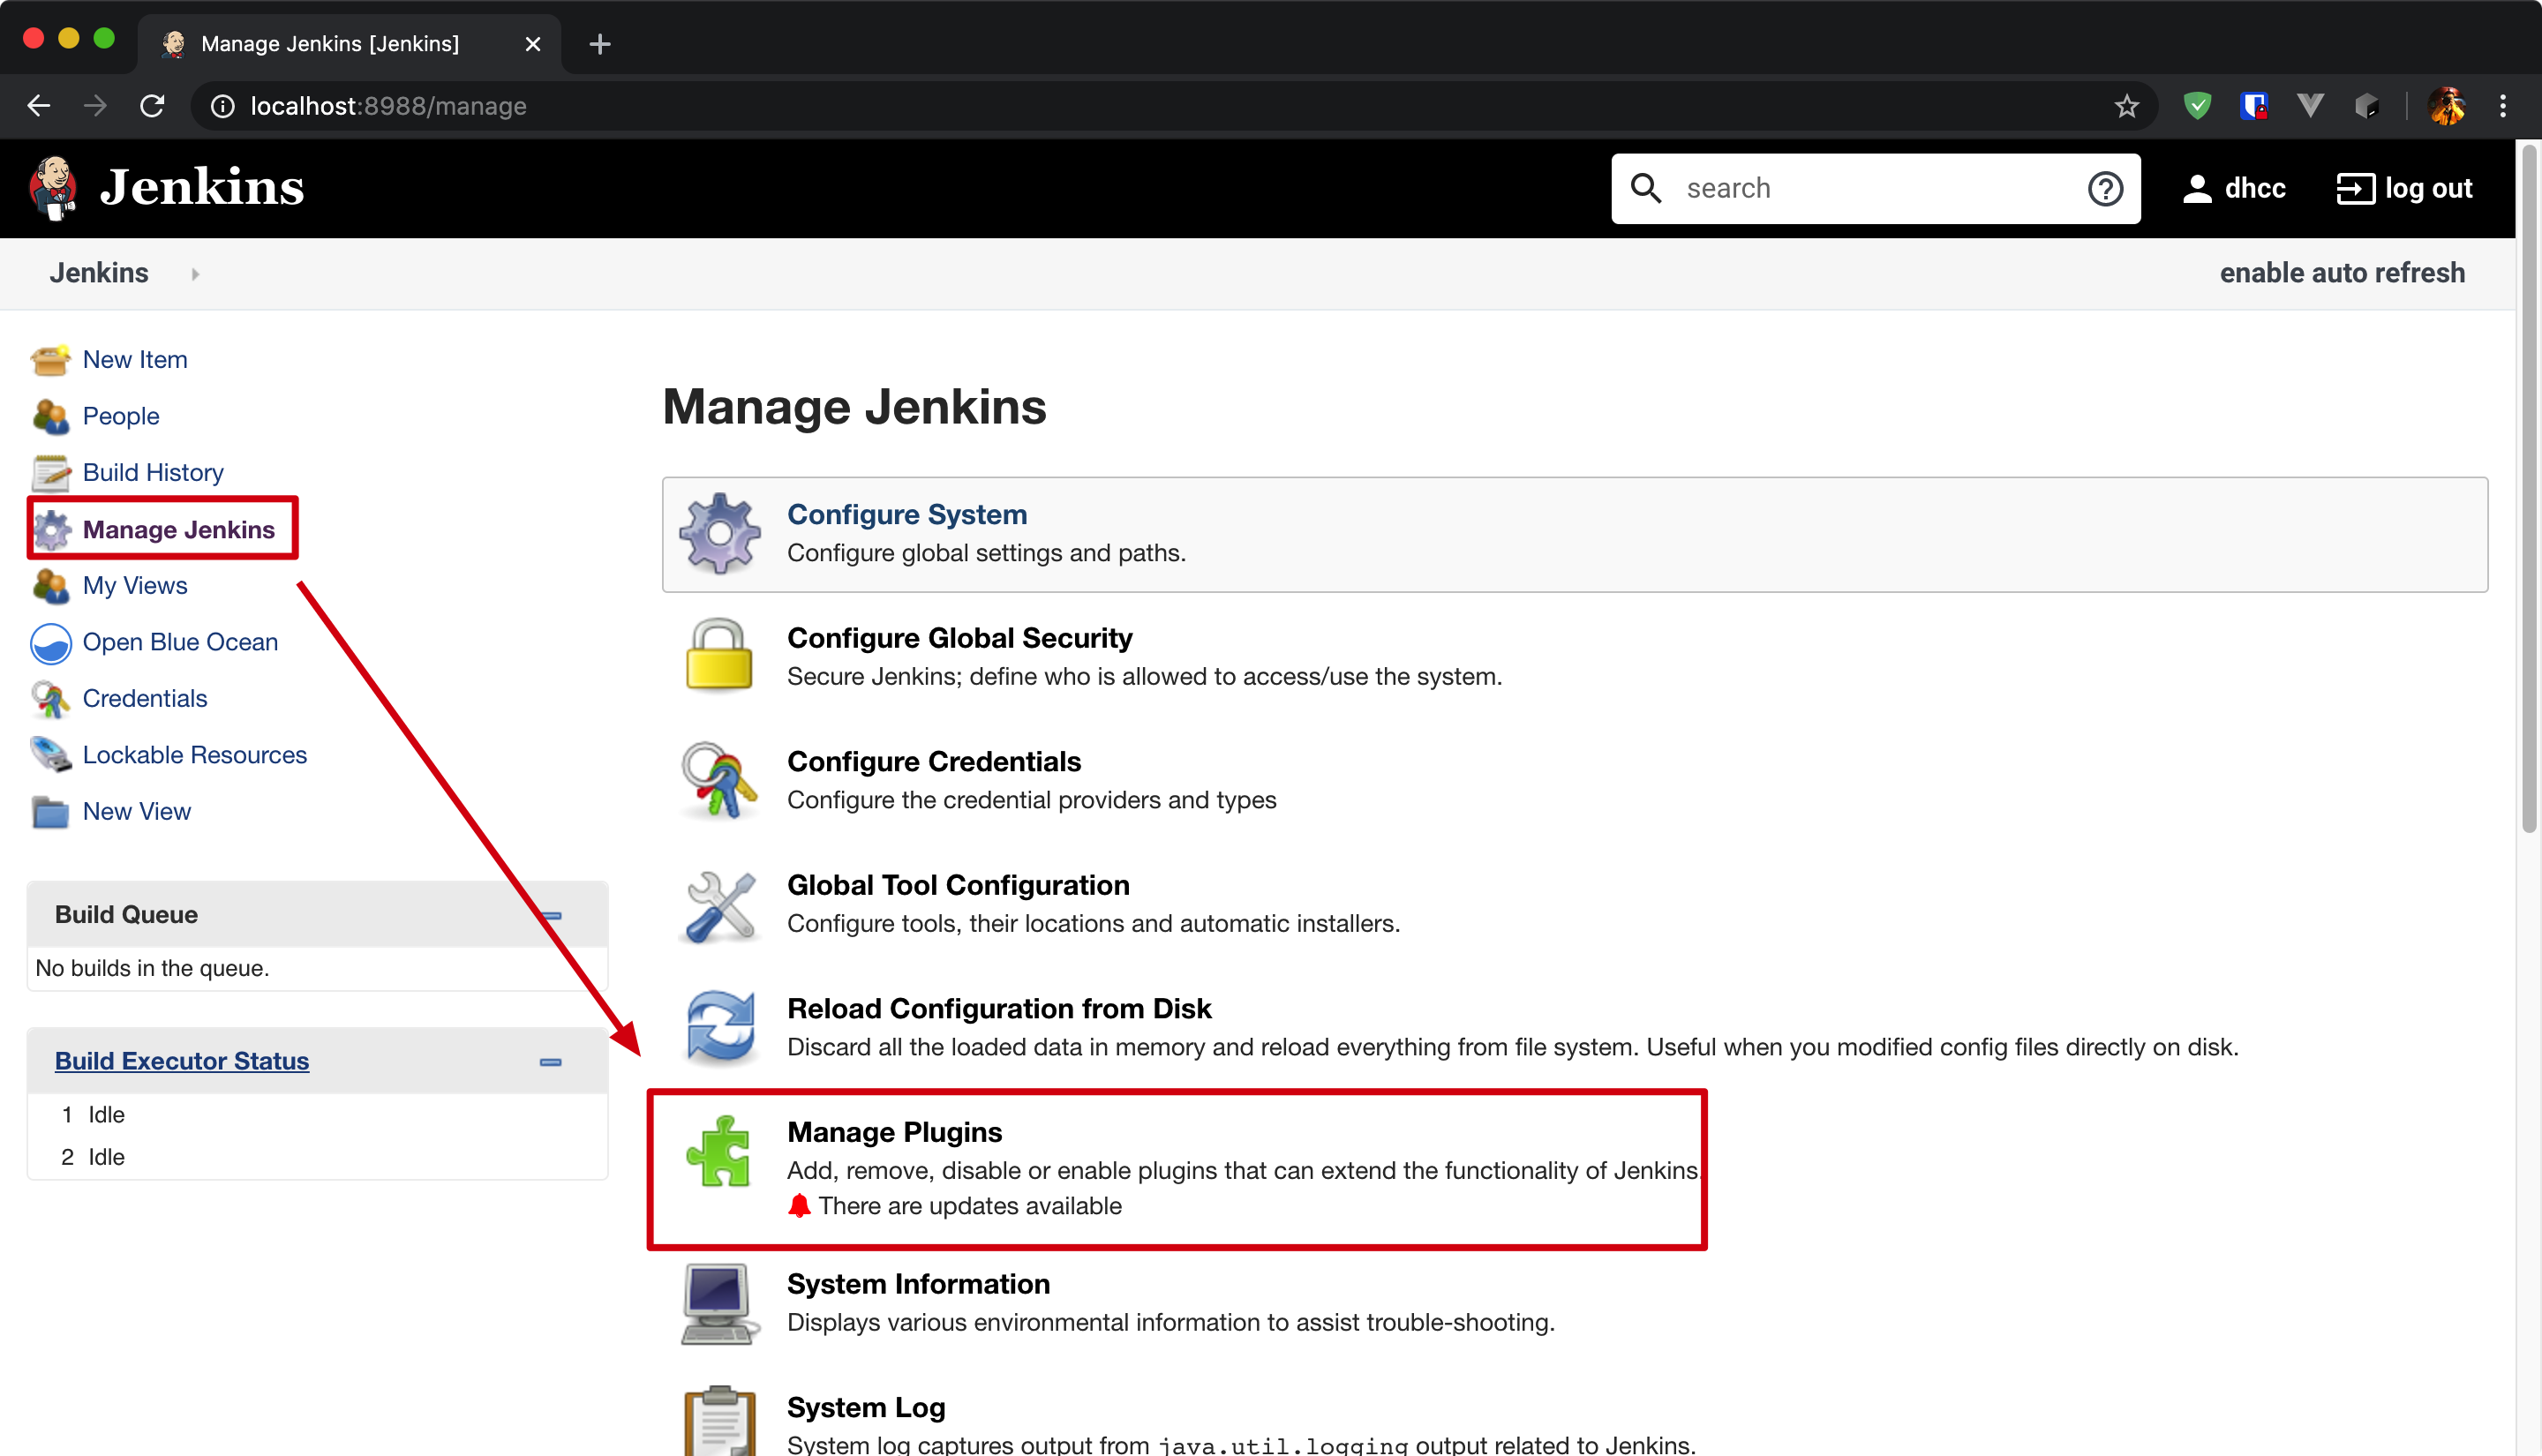 Manage Jenkins [Jenkins]
localhost:8988/manage
Jenkins
search
dhcc
log out
Jenkins
enable auto refresh
New Item
People
Build History
Manage Jenkins
My Views
Open Blue Ocean
Credentials
Lockable Resources
New View
Build Queue
No builds in the queue.
Build Executor Status
1 Idle
2 Idle
Manage Jenkins
Configure System
Configure global settings and paths.
Configure Global Security
Secure Jenkins; define who is allowed to access/use the system.
Configure Credentials
Configure the credential providers and types
Global Tool Configuration
Configure tools, their locations and automatic installers.
Reload Configuration from Disk
Discard all the loaded data in memory and reload everything from file system. Useful when you modified config files directly on disk.
Manage Plugins
Add, remove, disable or enable plugins that can extend the functionality of Jenkins.
There are updates available
System Information
Displays various environmental information to assist trouble-shooting.
System Log
System log captures output from java.util.logging output related to Jenkins.